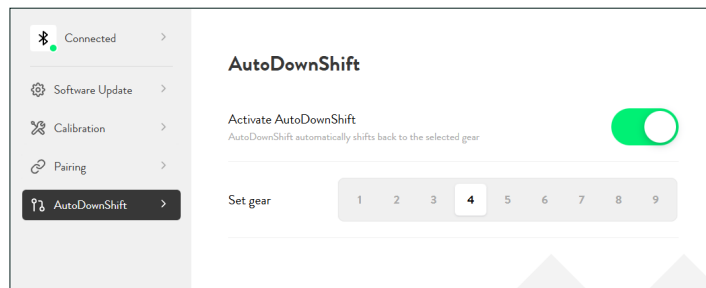 Connected
Software Update
Calibration
Pairing
AutoDownShift
AutoDownShift
Activate AutoDownShift
AutoDownShift automatically shifts back to the selected gear
Set gear 1 2 3 4 5 6 7 8 9